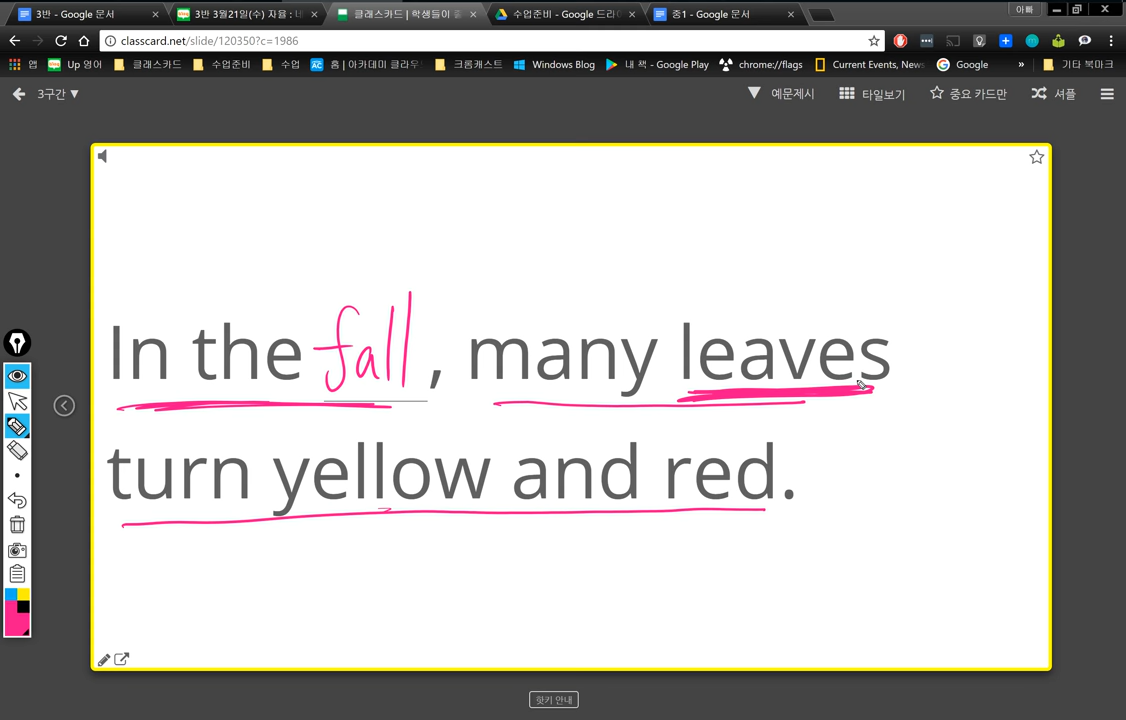 3반 - Google 문서
3반 3월21일(수) 자율 : 네
클래스카드 | 학생들이 좋
수업준비 - Google 드라
중1 - Google 문서
아빠
classcard.net/slide/120350?c=1986
앱
Up 영어
클래스카드
수업준비
수업
홈 | 아카데미 클라우
크롬캐스트
Windows Blog
내 책 - Google Play
chrome://flags
Current Events, News
Google
»
기타 북마크
3구간 ▼
예문제시
타일보기
중요 카드만
셔플
In the fall, many leaves
turn yellow and red.
핫키 안내